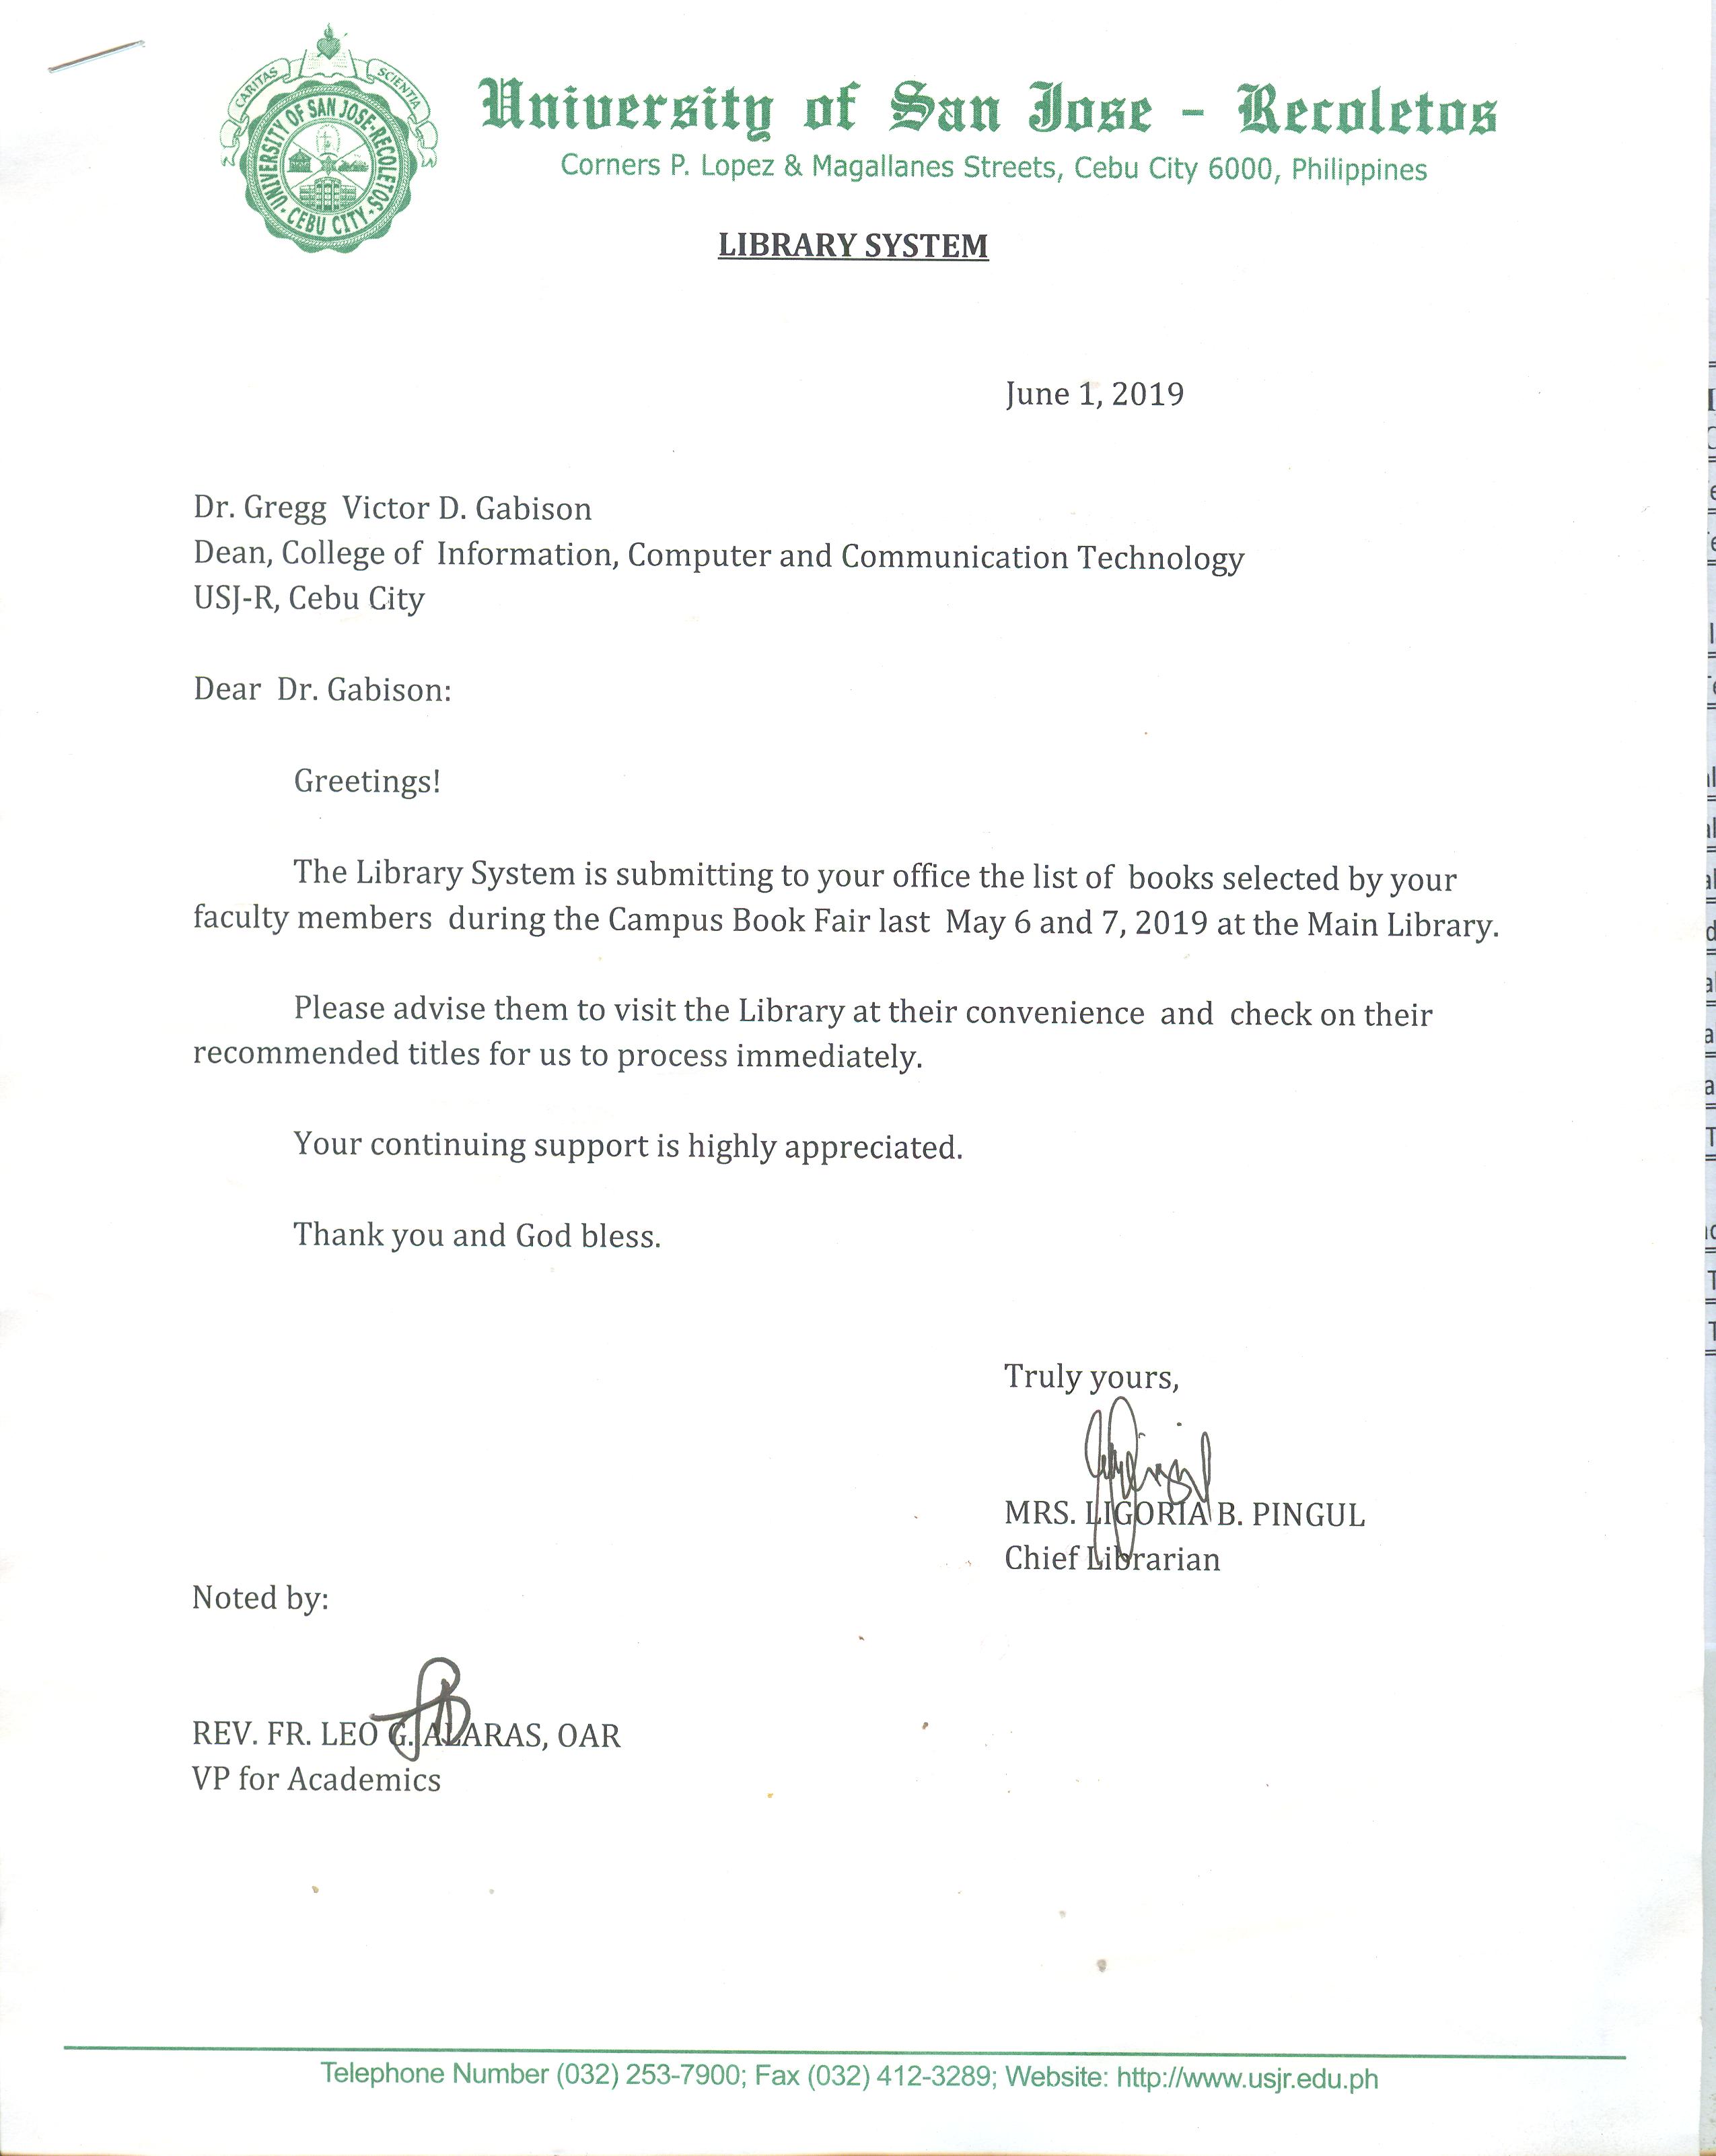 CARITAS
SCIENTIA
UNIVERSITY OF SAN JOSE-RECOLETOS
CEBU CITY
University of San Jose - Recoletos
Corners P. Lopez & Magallanes Streets, Cebu City 6000, Philippines
LIBRARY SYSTEM
June 1, 2019
Dr. Gregg Victor D. Gabison
Dean, College of Information, Computer and Communication Technology
USJ-R, Cebu City
Dear Dr. Gabison:
Greetings!
The Library System is submitting to your office the list of books selected by your
faculty members during the Campus Book Fair last May 6 and 7, 2019 at the Main Library.
Please advise them to visit the Library at their convenience and check on their
recommended titles for us to process immediately.
Your continuing support is highly appreciated.
Thank you and God bless.
Truly yours,
MRS. LIGORIA B. PINGUL
Chief Librarian
Noted by:
REV. FR. LEO G. ALARAS, OAR
VP for Academics
Telephone Number (032) 253-7900; Fax (032) 412-3289; Website: http://www.usjr.edu.ph